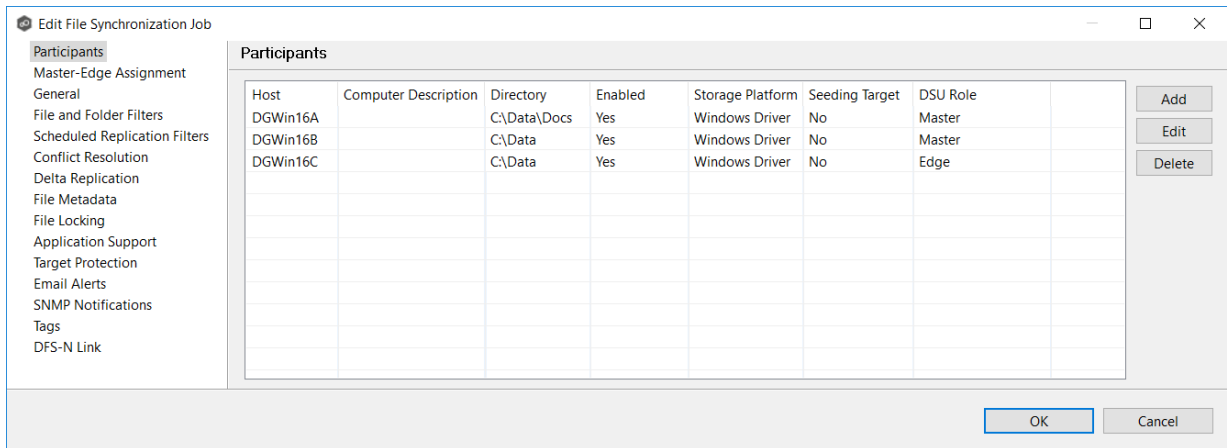 Edit File Synchronization Job
Participants
Master-Edge Assignment
General
File and Folder Filters
Scheduled Replication Filters
Conflict Resolution
Delta Replication
File Metadata
File Locking
Application Support
Target Protection
Email Alerts
SNMP Notifications
Tags
DFS-N Link
Participants
Host Computer Description Directory Enabled Storage Platform Seeding Target DSU Role
DGWin16A C:\Data\Docs Yes Windows Driver No Master
DGWin16B C:\Data Yes Windows Driver No Master
DGWin16C C:\Data Yes Windows Driver No Edge
Add
Edit
Delete
OK Cancel